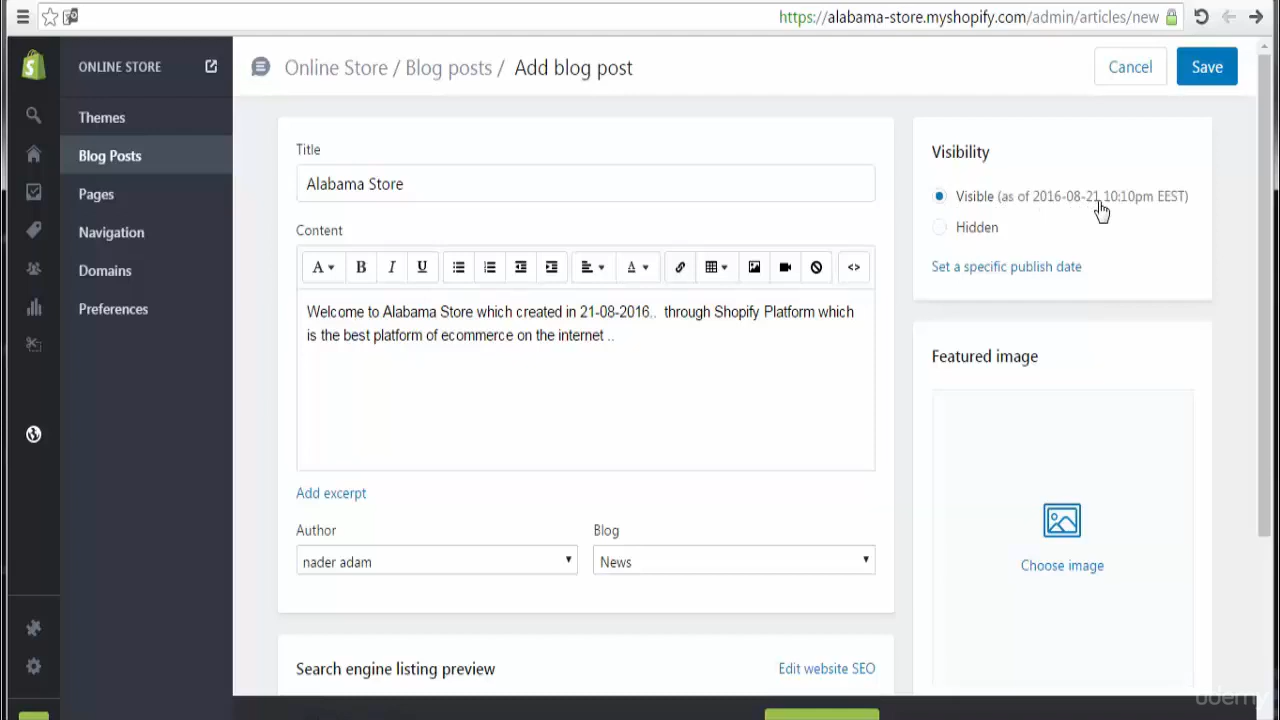 https://alabama-store.myshopify.com/admin/articles/new
ONLINE STORE
Online Store / Blog posts / Add blog post
Cancel
Save
Themes
Blog Posts
Pages
Navigation
Domains
Preferences
Title
Alabama Store
Content
A B I U A <>
Welcome to Alabama Store which created in 21-08-2016.. through Shopify Platform which
is the best platform of ecommerce on the internet ..
Add excerpt
Author
nader adam
Blog
News
Search engine listing preview
Edit website SEO
Visibility
Visible (as of 2016-08-21 10:10pm EEST)
Hidden
Set a specific publish date
Featured image
Choose image
udemy